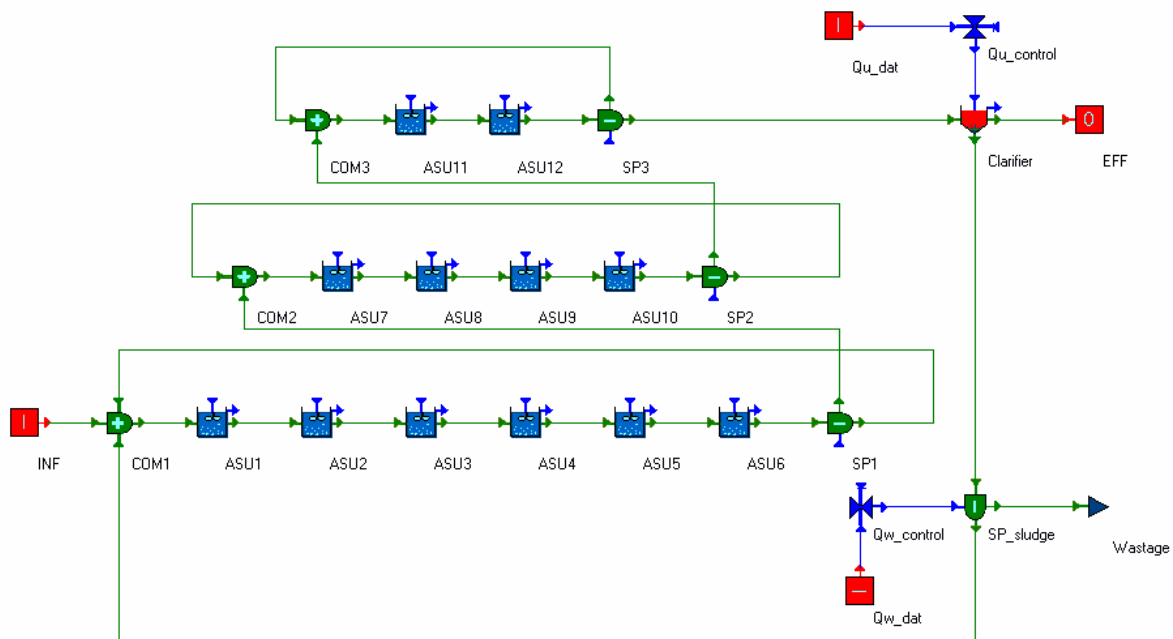 Qu_dat
Qu_control
COM3
ASU11
ASU12
SP3
Clarifier
EFF
COM2
ASU7
ASU8
ASU9
ASU10
SP2
INF
COM1
ASU1
ASU2
ASU3
ASU4
ASU5
ASU6
SP1
Qw_control
SP_sludge
Wastage
Qw_dat